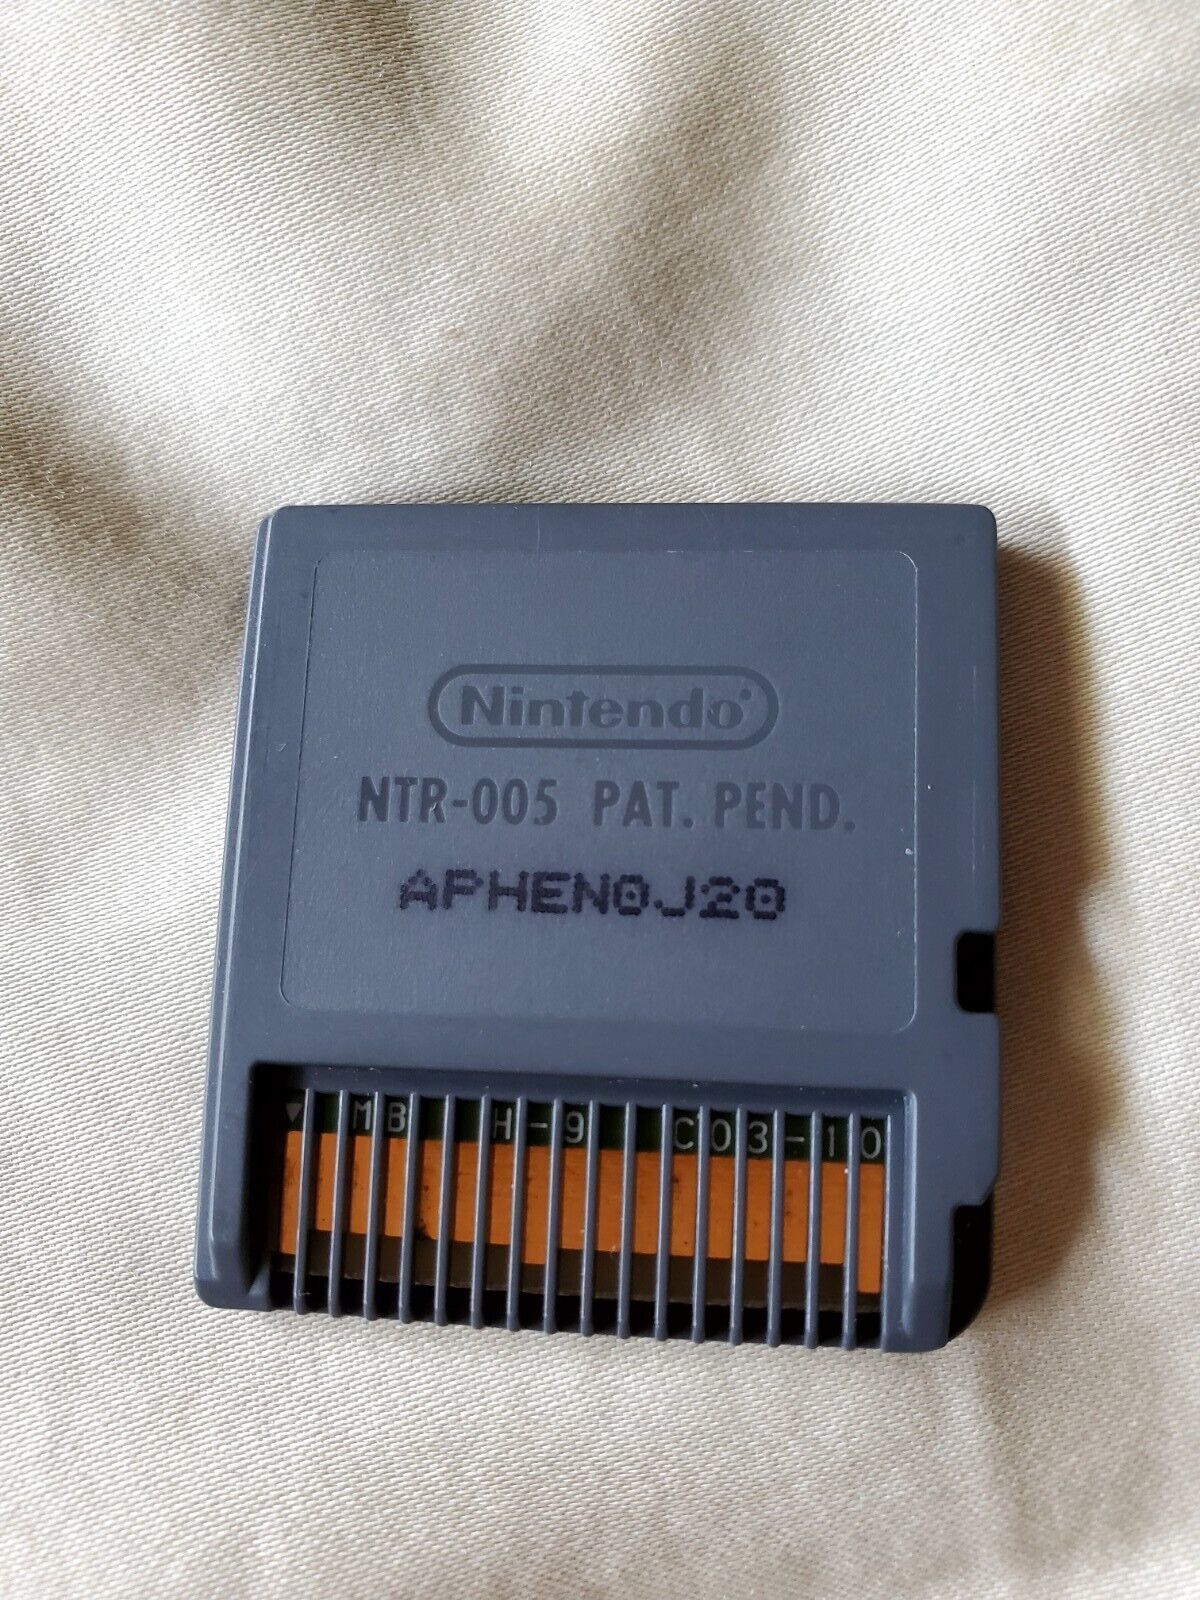 Nintendo®
NTR-005 PAT. PEND.
APHEN0J20
▼ MB H-9 C03-10